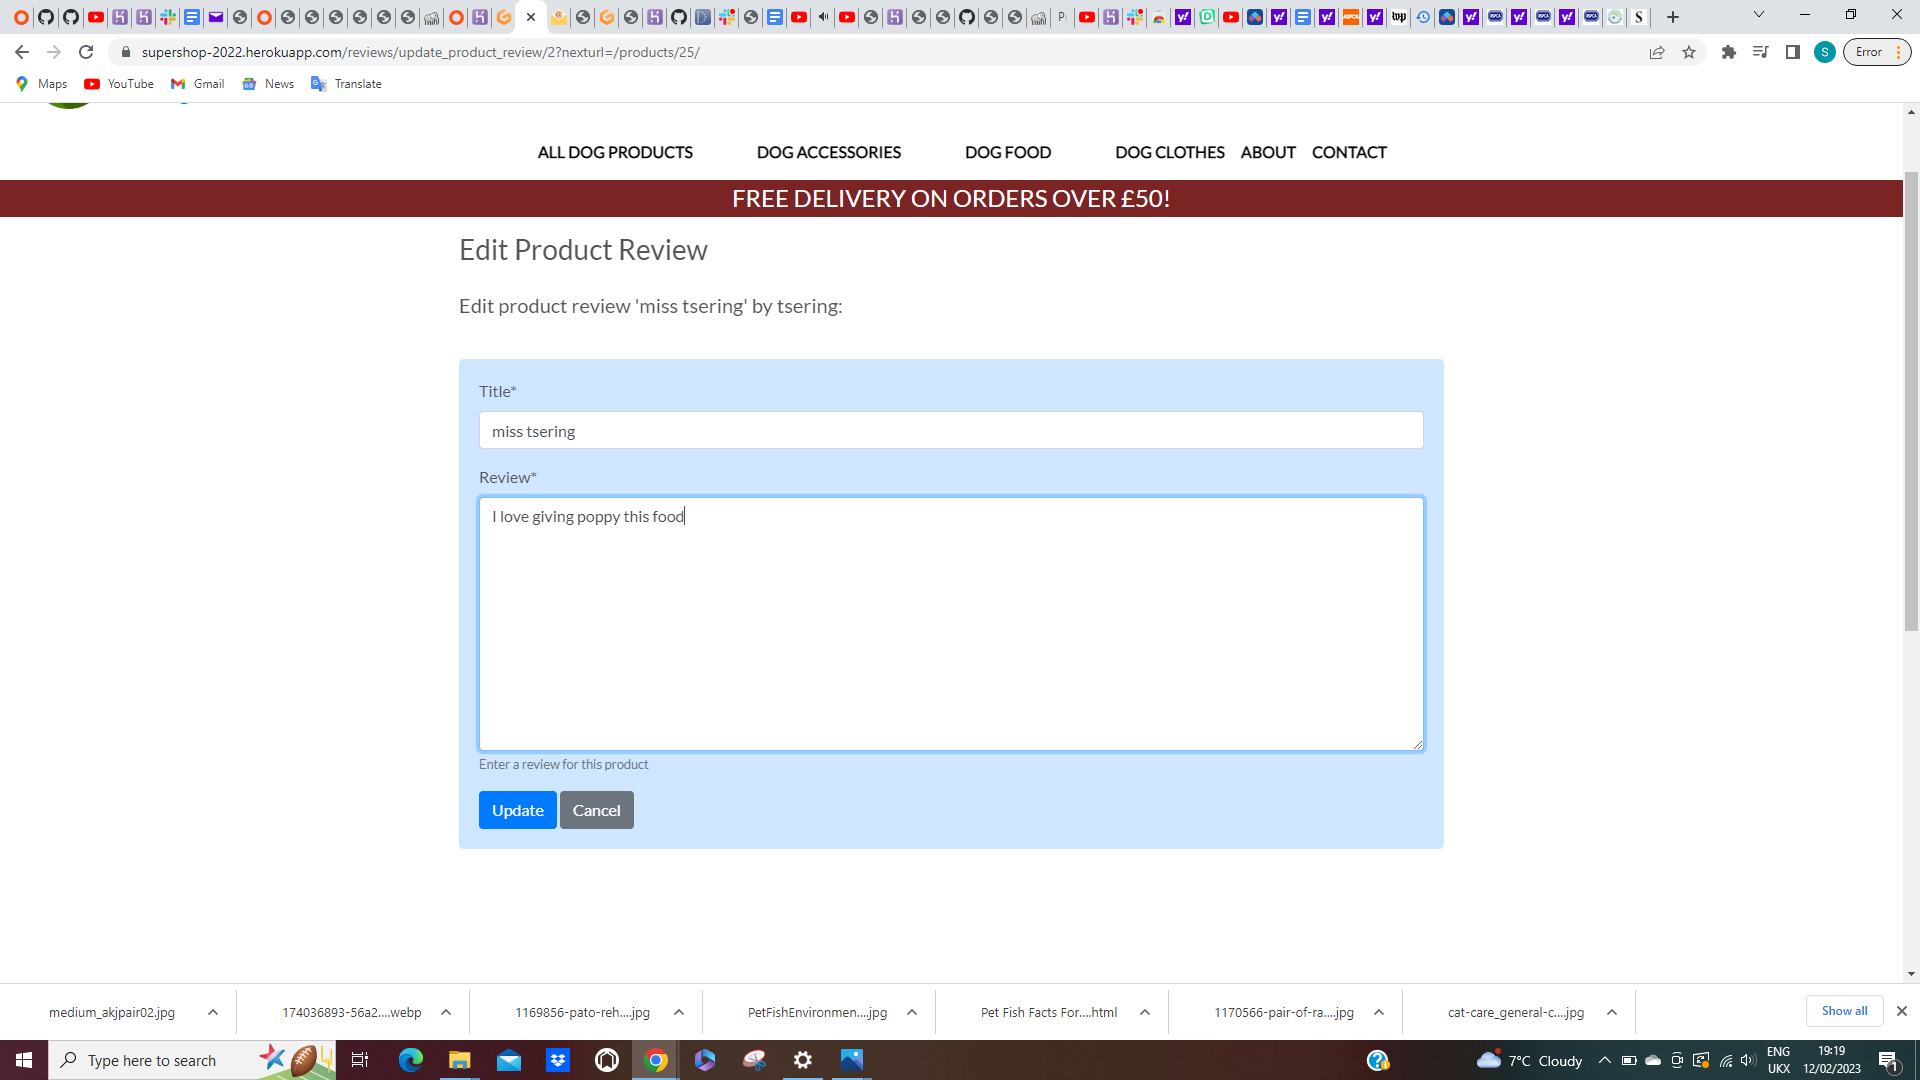 supershop-2022.herokuapp.com/reviews/update_product_review/2?nexturl=/products/25/
S
Error
Maps
YouTube
Gmail
News
Translate
ALL DOG PRODUCTS
DOG ACCESSORIES
DOG FOOD
DOG CLOTHES
ABOUT
CONTACT
FREE DELIVERY ON ORDERS OVER £50!
Edit Product Review
Edit product review 'miss tsering' by tsering:
Title*
miss tsering
Review*
I love giving poppy this food
Enter a review for this product
Update
Cancel
medium_akjpair02.jpg
174036893-56a2....webp
1169856-pato-reh....jpg
PetFishEnvironmen....jpg
Pet Fish Facts For....html
1170566-pair-of-ra....jpg
cat-care_general-c....jpg
Show all
Type here to search
7°C Cloudy
ENG
UKX
19:19
12/02/2023
1